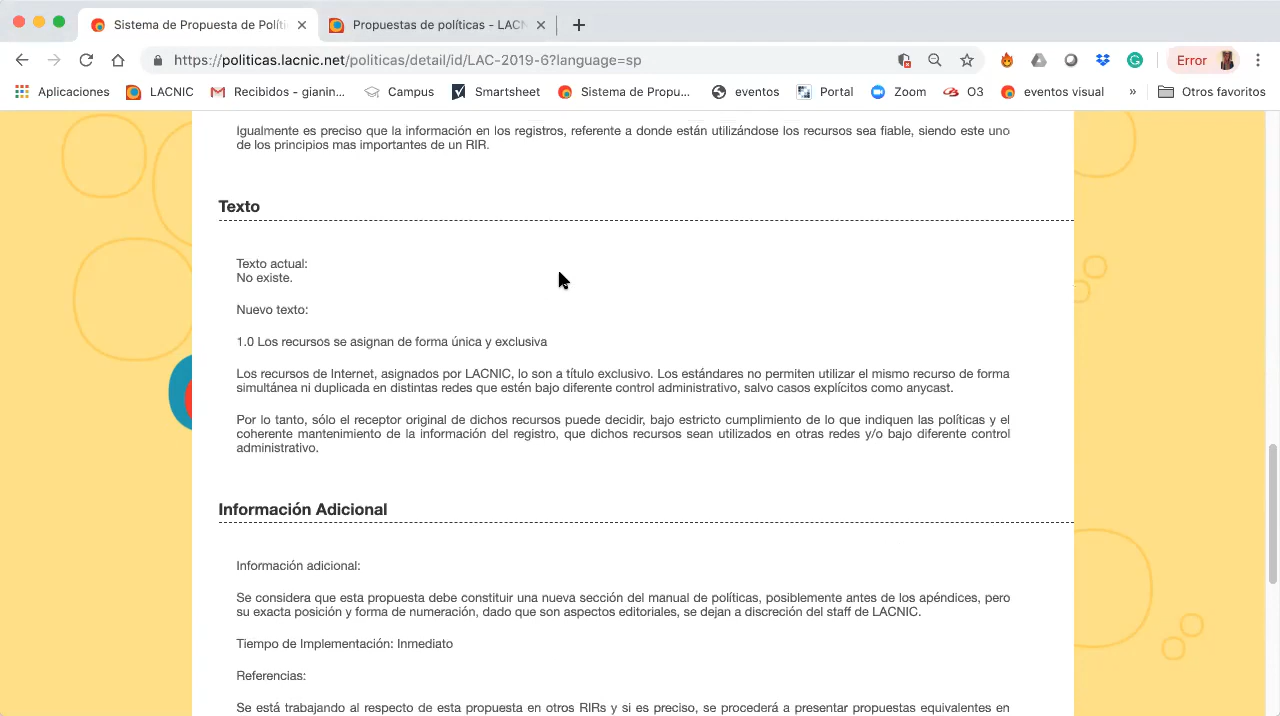 Sistema de Propuesta de Políti
Propuestas de políticas - LACN
https://politicas.lacnic.net/politicas/detail/id/LAC-2019-6?language=sp
Error
Aplicaciones
LACNIC
Recibidos - gianin...
Campus
Smartsheet
Sistema de Propu...
eventos
Portal
Zoom
O3
eventos visual
»
Otros favoritos
Igualmente es preciso que la información en los registros, referente a donde están utilizándose los recursos sea fiable, siendo este uno
de los principios mas importantes de un RIR.
Texto
Texto actual:
No existe.
Nuevo texto:
1.0 Los recursos se asignan de forma única y exclusiva
Los recursos de Internet, asignados por LACNIC, lo son a título exclusivo. Los estándares no permiten utilizar el mismo recurso de forma
simultánea ni duplicada en distintas redes que estén bajo diferente control administrativo, salvo casos explícitos como anycast.
Por lo tanto, sólo el receptor original de dichos recursos puede decidir, bajo estricto cumplimiento de lo que indiquen las políticas y el
coherente mantenimiento de la información del registro, que dichos recursos sean utilizados en otras redes y/o bajo diferente control
administrativo.
Información Adicional
Información adicional:
Se considera que esta propuesta debe constituir una nueva sección del manual de políticas, posiblemente antes de los apéndices, pero
su exacta posición y forma de numeración, dado que son aspectos editoriales, se dejan a discreción del staff de LACNIC.
Tiempo de Implementación: Inmediato
Referencias:
Se está trabajando al respecto de esta propuesta en otros RIRs y si es preciso, se procederá a presentar propuestas equivalentes en